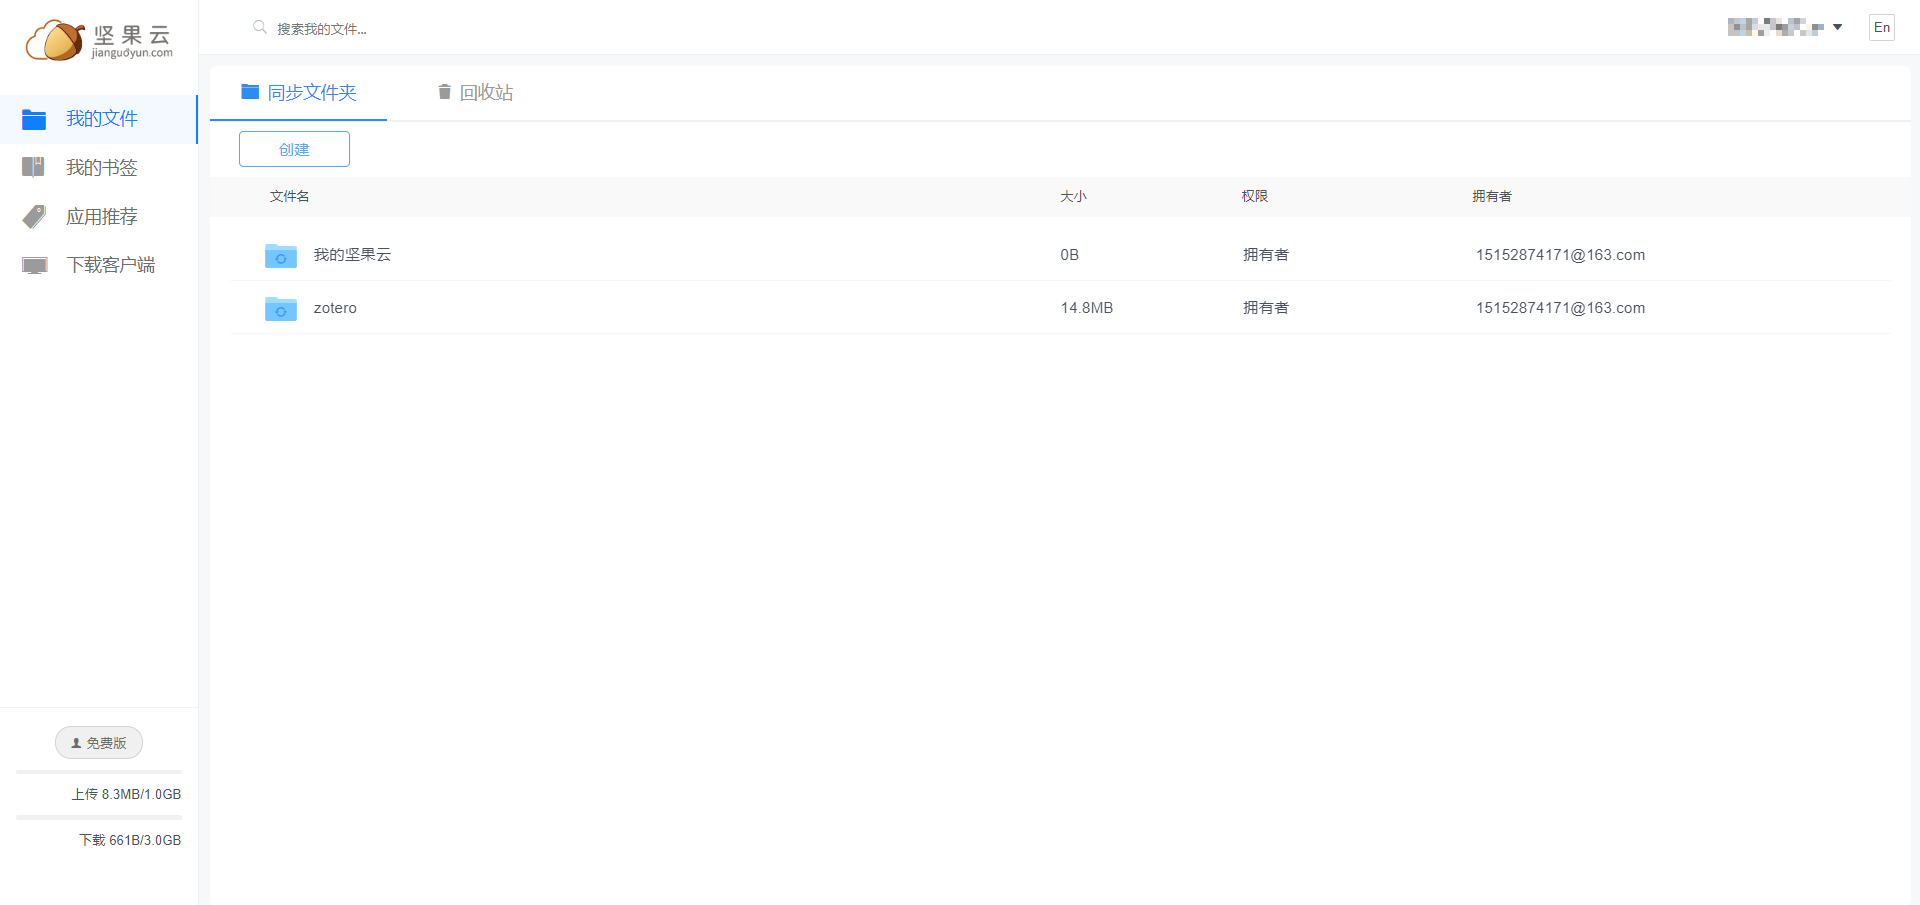 坚果云
jianguoyun.com
搜索我的文件...
En
我的文件
我的书签
应用推荐
下载客户端
同步文件夹
回收站
创建
文件名 大小 权限 拥有者
我的坚果云 0B 拥有者 15152874171@163.com
zotero 14.8MB 拥有者 15152874171@163.com
免费版
上传 8.3MB/1.0GB
下载 661B/3.0GB